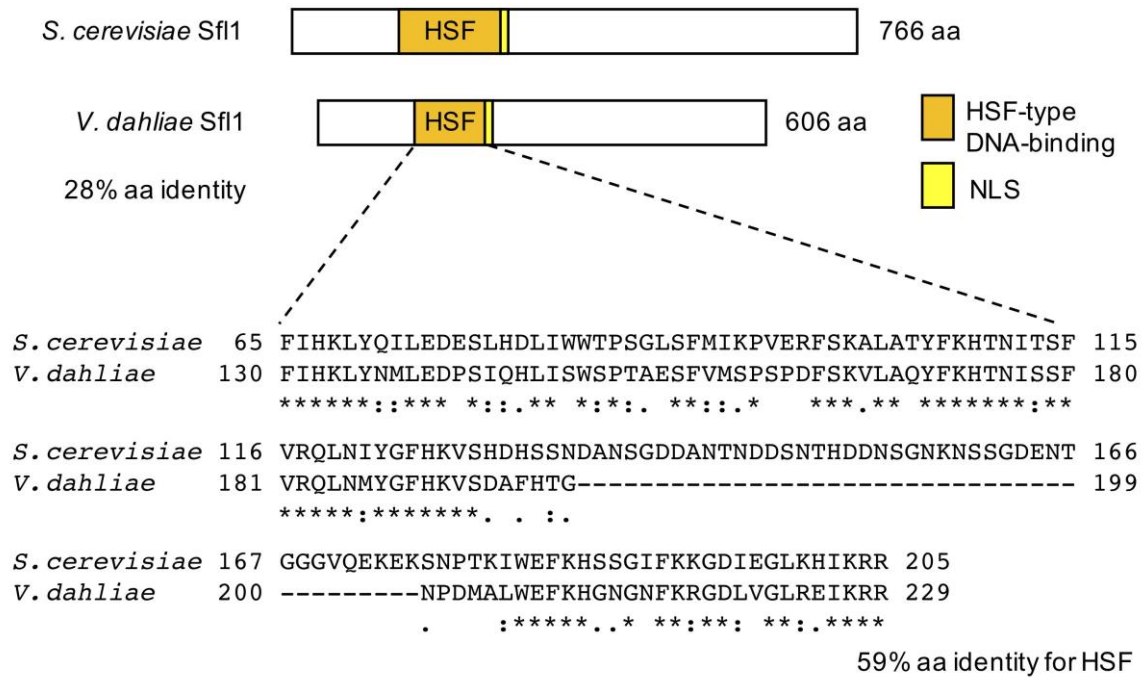 S. cerevisiae Sfl1 HSF 766 aa
V. dahliae Sfl1 HSF 606 aa
HSF-type
DNA-binding
28% aa identity
NLS
S.cerevisiae 65 FIHKLYQILEDESLHDLIWWTPSGLSFMIKPVERFSKALATYFKHTNITSF 115
V.dahliae 130 FIHKLYNMLEDPSIQHLISWSPTAESFVMSPSPDFSKVLAQYFKHTNISSF 180
******::*** *::.** *:*:. **::.* ***.** *******:**
S.cerevisiae 116 VRQLNIYGFHKVSHDHSSNDANSGDDANTNDDSNTHDDNSGNKNSSGDENT 166
V.dahliae 181 VRQLNMYGFHKVSDAFHTG-------------------------------- 199
*****:*******. . :.
S.cerevisiae 167 GGGVQEKEKSNPTKIWEFKHSSGIFKKGDIEGLKHIKRR 205
V.dahliae 200 ---------NPDMALWEFKHGNGNFKRGDLVGLREIKRR 229
. :*****..* **:**: **:.****
59% aa identity for HSF